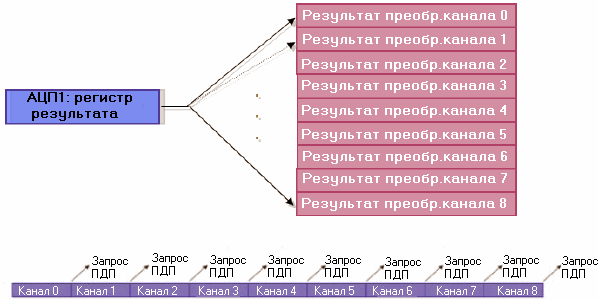 Результат преобр.канала 0
Результат преобр.канала 1
Результат преобр.канала 2
Результат преобр.канала 3
Результат преобр.канала 4
Результат преобр.канала 5
Результат преобр.канала 6
Результат преобр.канала 7
Результат преобр.канала 8
АЦП1: регистр
результата
Запрос ПДП
Запрос ПДП
Запрос ПДП
Запрос ПДП
Запрос ПДП
Запрос ПДП
Запрос ПДП
Запрос ПДП
Запрос ПДП
Канал 0
Канал 1
Канал 2
Канал 3
Канал 4
Канал 5
Канал 6
Канал 7
Канал 8